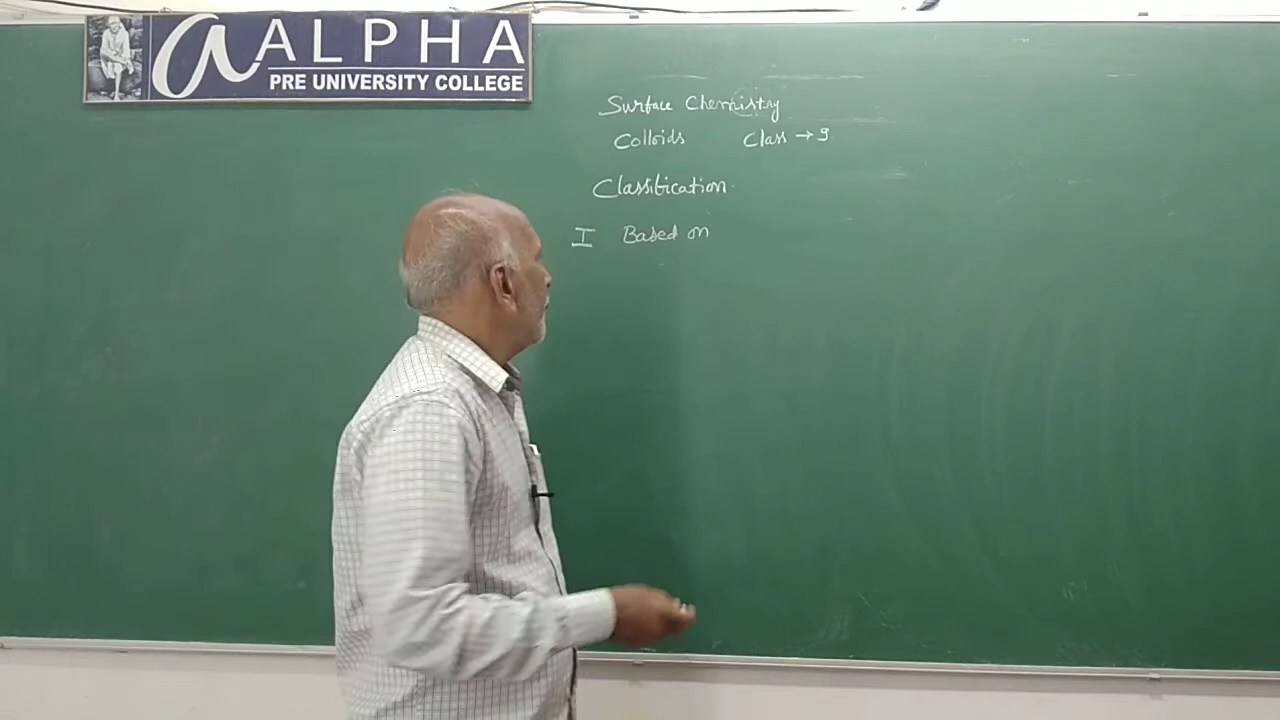 ALPHA
PRE UNIVERSITY COLLEGE
Surface Chemistry
Colloids Class → 9
Classification
I Based on